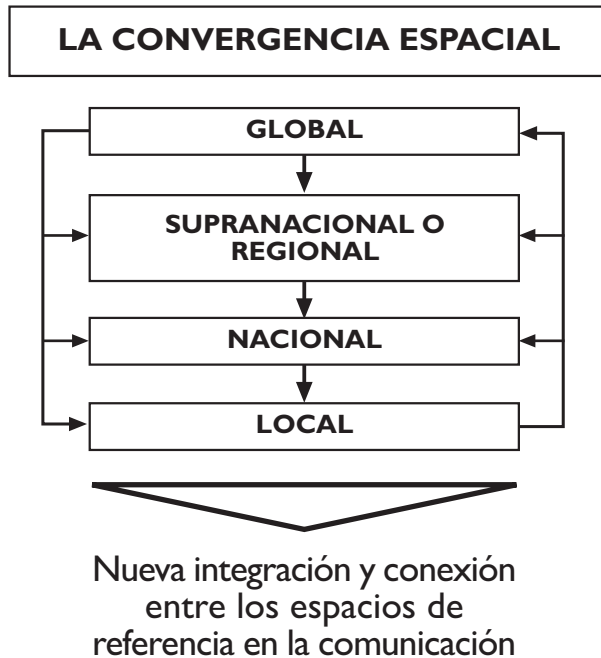 LA CONVERGENCIA ESPACIAL
GLOBAL
SUPRANACIONAL O
REGIONAL
NACIONAL
LOCAL
Nueva integración y conexión
entre los espacios de
referencia en la comunicación